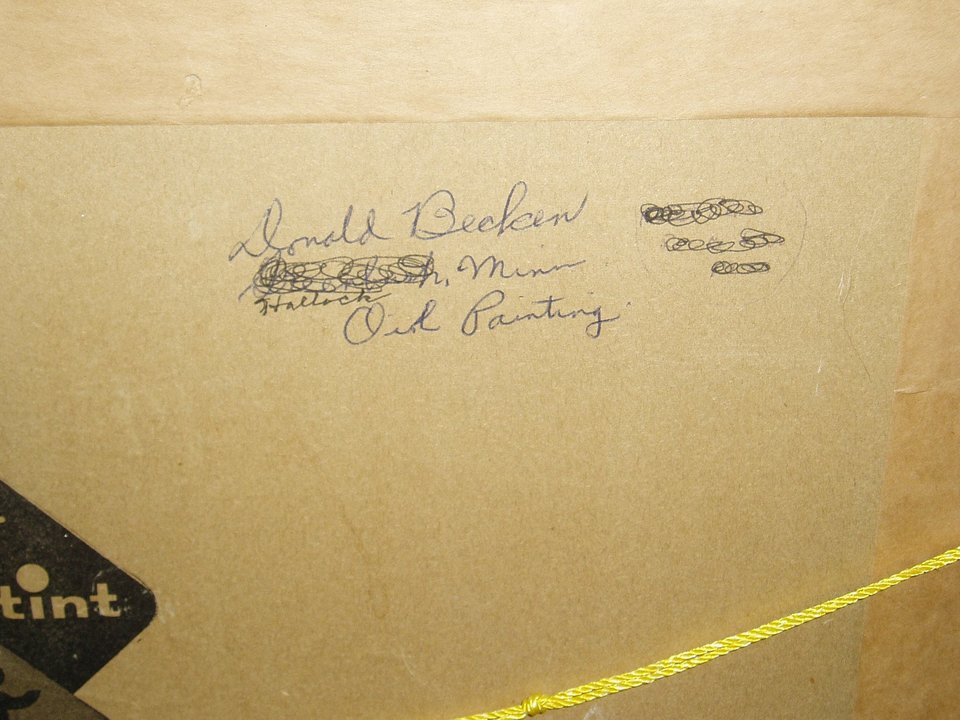 Donald Becken
Minn
Hallock
Oil Painting
tint